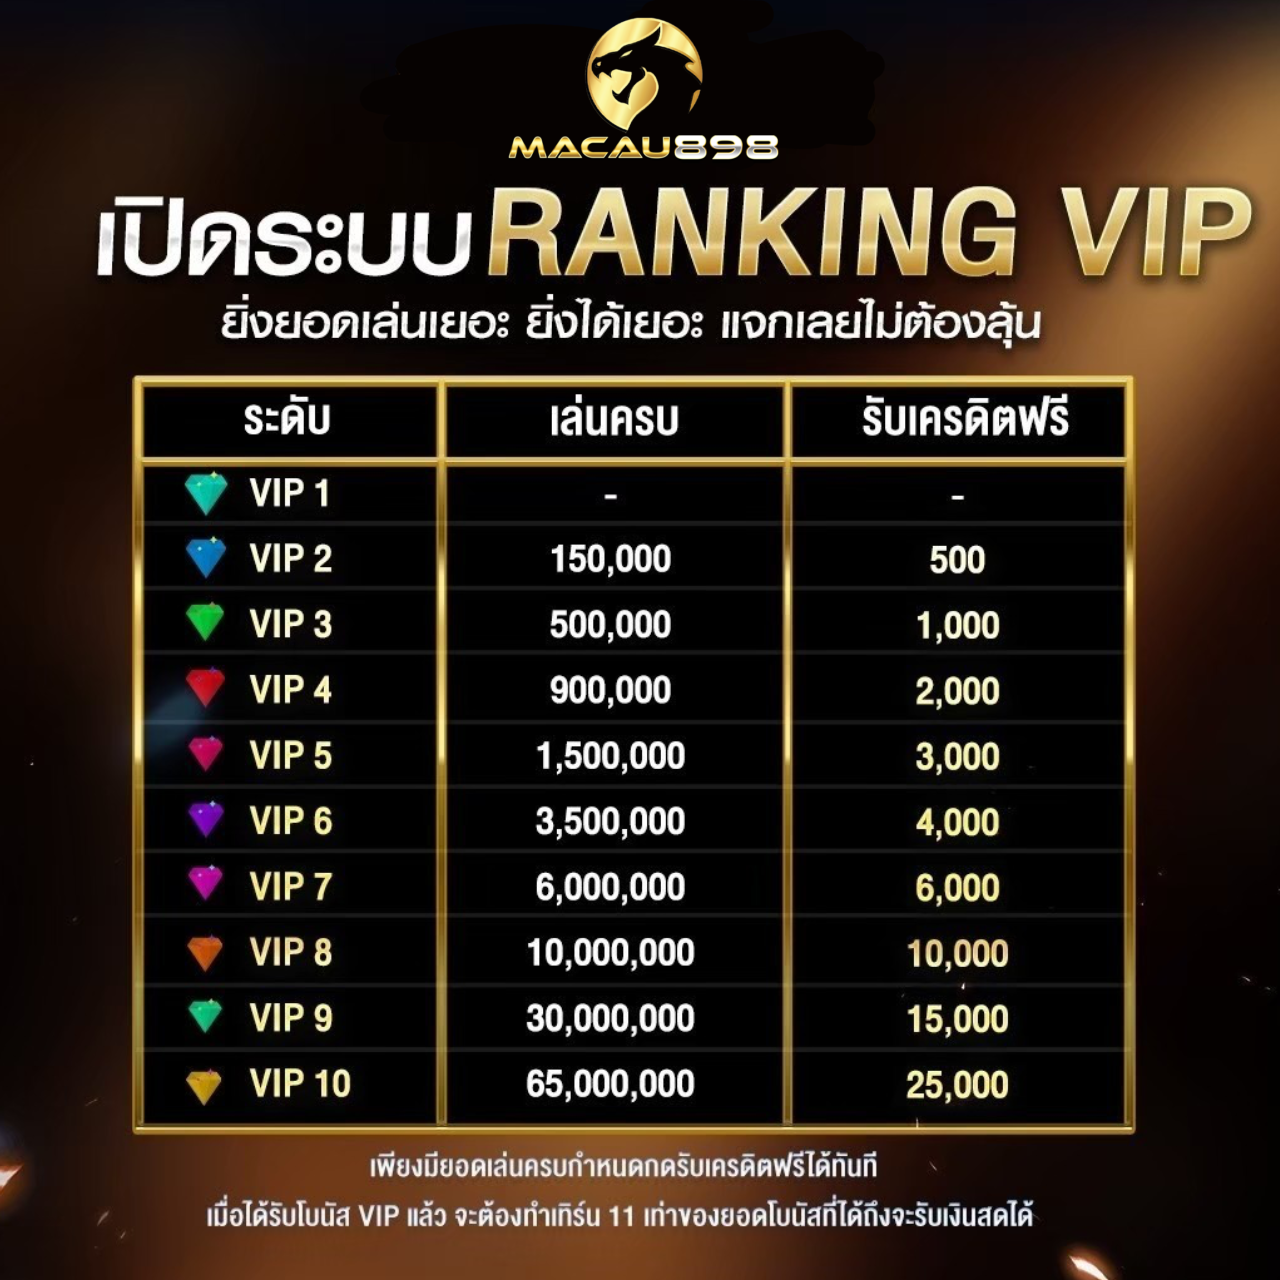 MACAU898
เปิดระบบ RANKING VIP
ยิ่งยอดเล่นเยอะ ยิ่งได้เยอะ แจกเลยไม่ต้องลุ้น
ระดับ เล่นครบ รับเครดิตฟรี
VIP 1 - -
VIP 2 150,000 500
VIP 3 500,000 1,000
VIP 4 900,000 2,000
VIP 5 1,500,000 3,000
VIP 6 3,500,000 4,000
VIP 7 6,000,000 6,000
VIP 8 10,000,000 10,000
VIP 9 30,000,000 15,000
VIP 10 65,000,000 25,000
เพียงมียอดเล่นครบกำหนดกดรับเครดิตฟรีได้ทันที
เมื่อได้รับโบนัส VIP แล้ว จะต้องทำเทิร์น 11 เท่าของยอดโบนัสที่ได้ถึงจะรับเงินสดได้